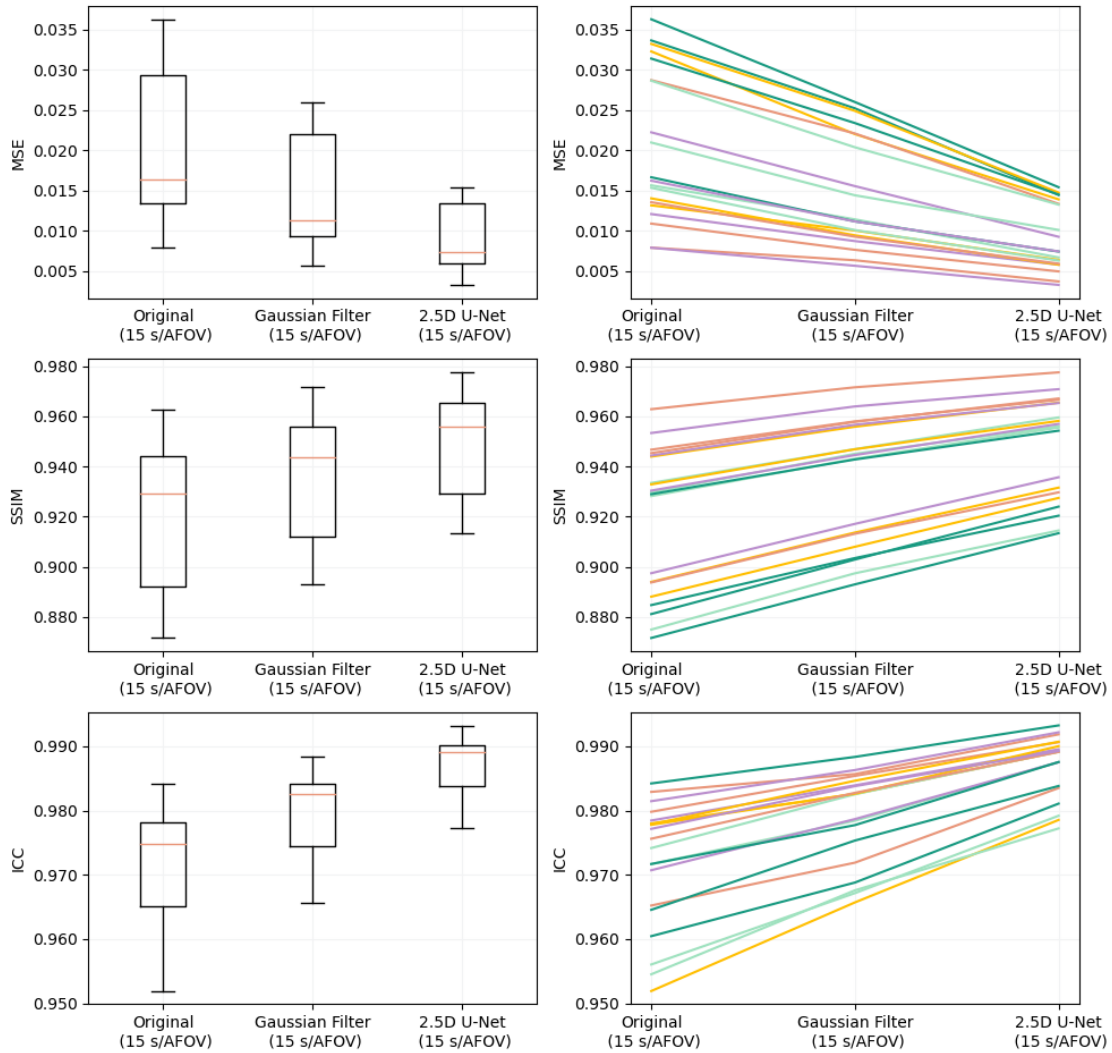 0.035
0.030
0.025
0.020
0.015
0.010
0.005
MSE
Original
(15 s/AFOV)
Gaussian Filter
(15 s/AFOV)
2.5D U-Net
(15 s/AFOV)
0.035
0.030
0.025
0.020
0.015
0.010
0.005
MSE
Original
(15 s/AFOV)
Gaussian Filter
(15 s/AFOV)
2.5D U-Net
(15 s/AFOV)
0.980
0.960
0.940
0.920
0.900
0.880
SSIM
Original
(15 s/AFOV)
Gaussian Filter
(15 s/AFOV)
2.5D U-Net
(15 s/AFOV)
0.980
0.960
0.940
0.920
0.900
0.880
SSIM
Original
(15 s/AFOV)
Gaussian Filter
(15 s/AFOV)
2.5D U-Net
(15 s/AFOV)
0.990
0.980
0.970
0.960
0.950
ICC
Original
(15 s/AFOV)
Gaussian Filter
(15 s/AFOV)
2.5D U-Net
(15 s/AFOV)
0.990
0.980
0.970
0.960
0.950
ICC
Original
(15 s/AFOV)
Gaussian Filter
(15 s/AFOV)
2.5D U-Net
(15 s/AFOV)